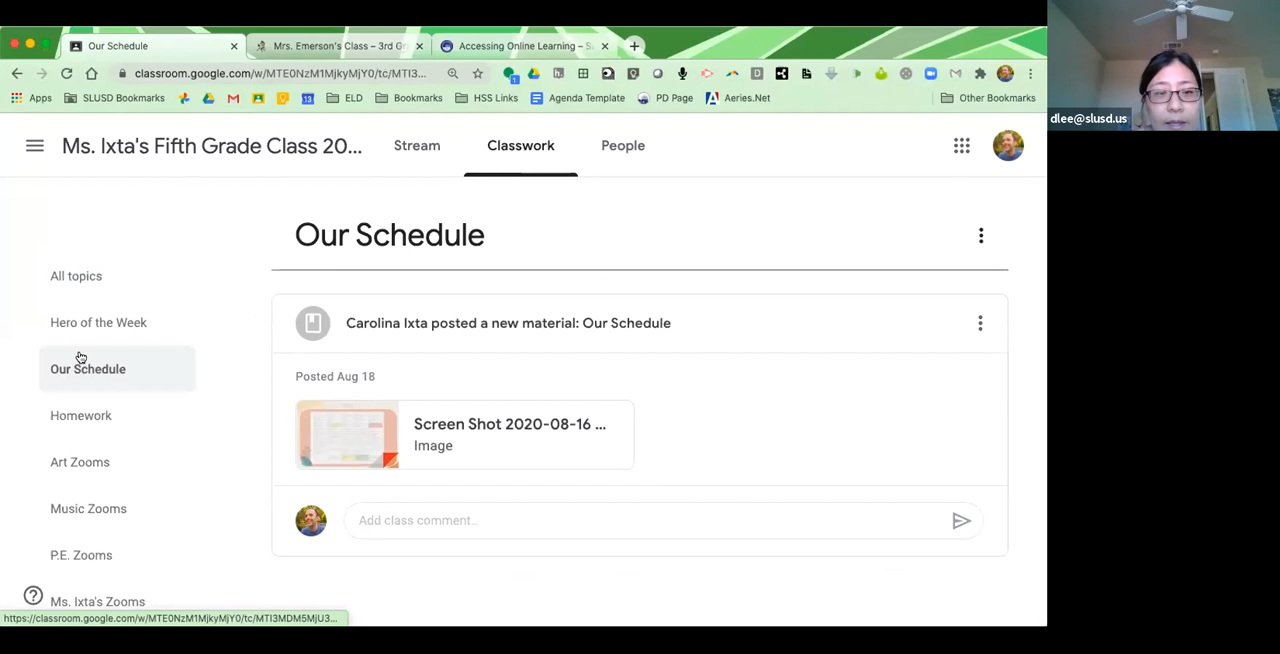 Our Schedule
Mrs. Emerson's Class – 3rd Gr
Accessing Online Learning – S
classroom.google.com/w/MTE0NzM1MjkyMjY0/tc/MTI3...
Apps
SLUSD Bookmarks
ELD
Bookmarks
HSS Links
Agenda Template
PD Page
Aeries.Net
Other Bookmarks
dlee@slusd.us
Ms. Ixta's Fifth Grade Class 20...
Stream
Classwork
People
Our Schedule
All topics
Hero of the Week
Our Schedule
Homework
Art Zooms
Music Zooms
P.E. Zooms
Ms. Ixta's Zooms
Carolina Ixta posted a new material: Our Schedule
Posted Aug 18
Screen Shot 2020-08-16 ...
Image
Add class comment...
https://classroom.google.com/w/MTE0NzM1MjkyMjY0/tc/MTI3MDM5MjU3...